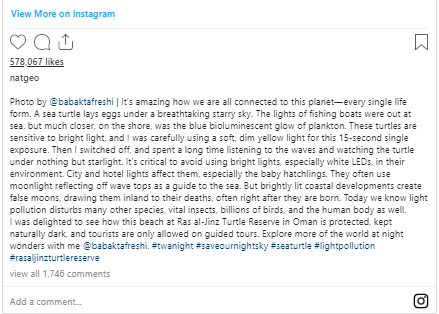 View More on Instagram
578,067 likes
natgeo
Photo by @babaktafreshi | It's amazing how we are all connected to this planet—every single life
form. A sea turtle lays eggs under a breathtaking starry sky. The lights of fishing boats were out at
sea, but much closer, on the shore, was the blue bioluminescent glow of plankton. These turtles are
sensitive to bright light, and I was carefully using a soft, dim yellow light for this 15-second single
exposure. Then I switched off, and spent a long time listening to the waves and watching the turtle
under nothing but starlight. It's critical to avoid using bright lights, especially white LEDs, in their
environment. City and hotel lights affect them, especially the baby hatchlings. They often use
moonlight reflecting off wave tops as a guide to the sea. But brightly lit coastal developments create
false moons, drawing them inland to their deaths, often right after they are born. Today we know light
pollution disturbs many other species, vital insects, billions of birds, and the human body as well.
I was delighted to see how this beach at Ras al-Jinz Turtle Reserve in Oman is protected, kept
naturally dark, and tourists are only allowed on guided tours. Explore more of the world at night
wonders with me @babaktafreshi. #twanight #saveournightsky #seaturtle #lightpollution
#rasaljinzturtlereserve
view all 1,746 comments
Add a comment...